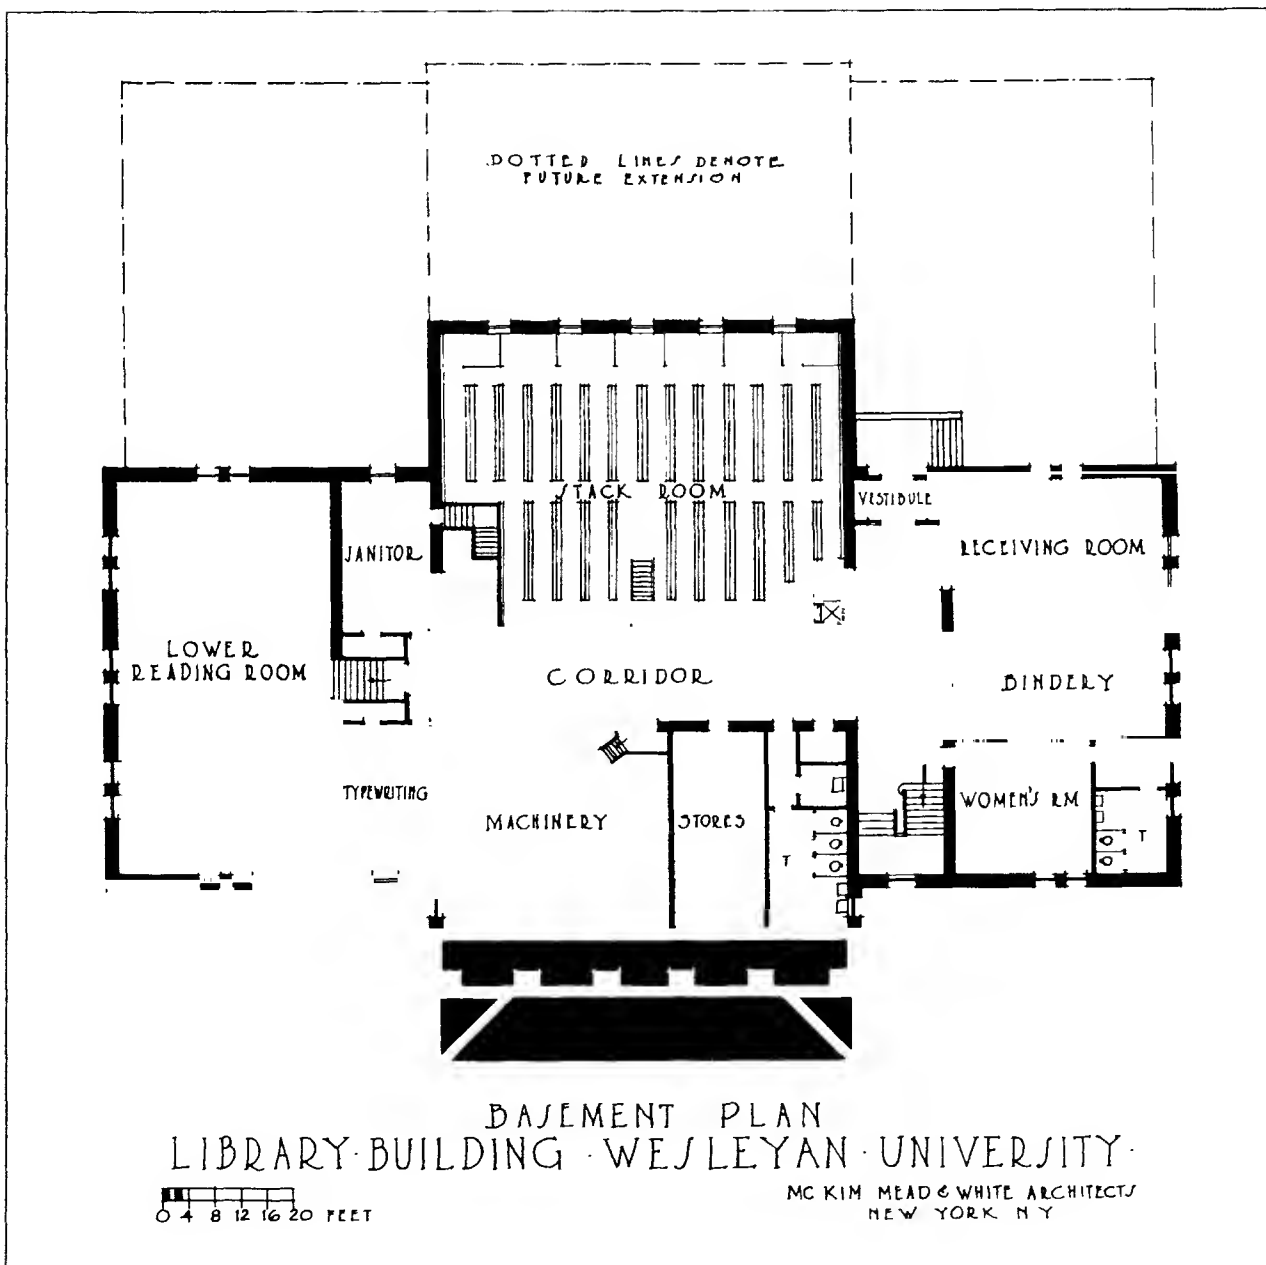 DOTTED LINES DENOTE
FUTURE EXTENSION
STACK ROOM
VESTIBULE
JANITOR
RECEIVING ROOM
LOWER
READING ROOM
CORRIDOR
BINDERY
TYPEWRITING
MACHINERY
STORES
WOMEN'S RM
T
T
BASEMENT PLAN
LIBRARY·BUILDING·WESLEYAN·UNIVERSITY·
0 4 8 12 16 20 FEET
MC KIM MEAD & WHITE ARCHITECTS
NEW YORK N Y